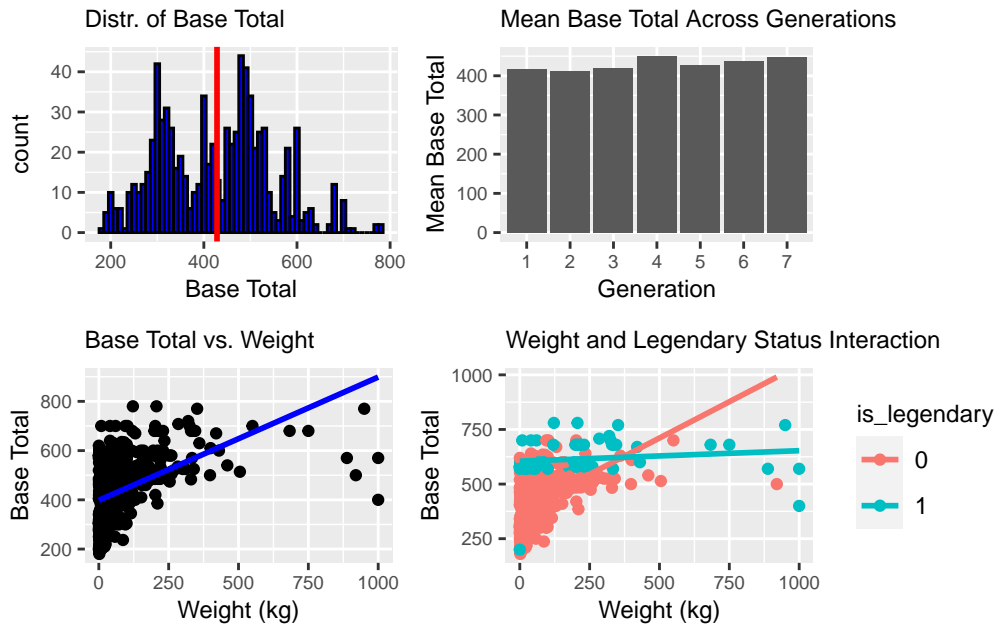 Distr. of Base Total
count
40
30
20
10
0
200 400 600 800
Base Total
Mean Base Total Across Generations
Mean Base Total
400
300
200
100
0
1 2 3 4 5 6 7
Generation
Base Total vs. Weight
Base Total
800
600
400
200
0 250 500 750 1000
Weight (kg)
Weight and Legendary Status Interaction
Base Total
1000
750
500
250
0 250 500 750 1000
Weight (kg)
is_legendary
0
1